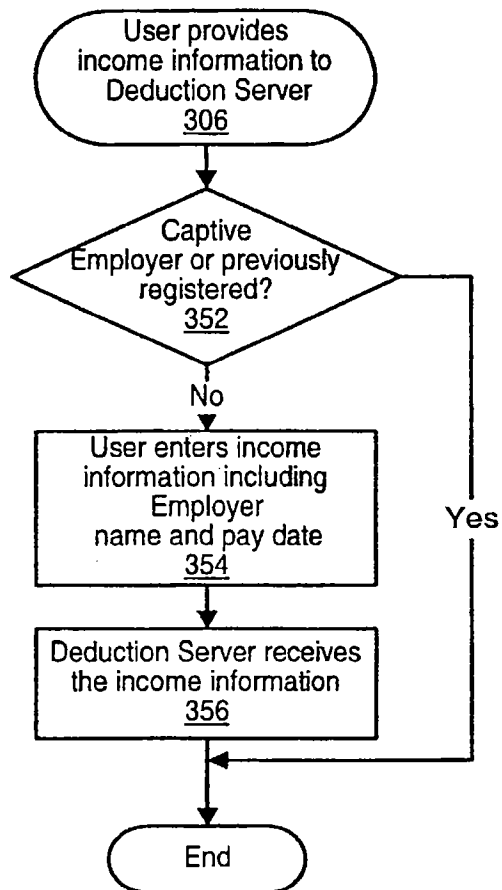 User provides
income information to
Deduction Server
306
Captive
Employer or previously
registered?
352
No
User enters income
information including
Employer
name and pay date
354
Yes
Deduction Server receives
the income information
356
End